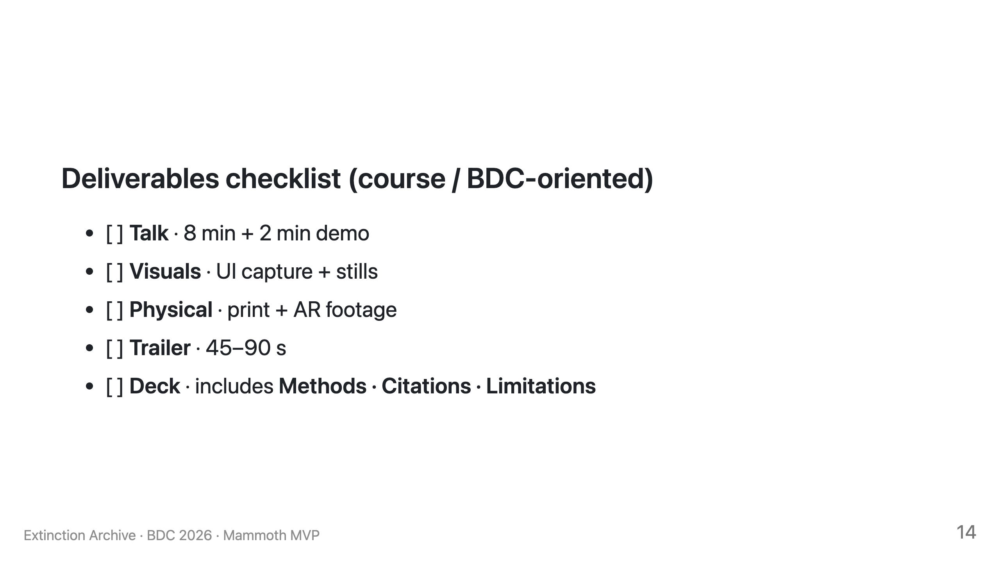 Deliverables checklist (course / BDC-oriented)
• [ ] Talk · 8 min + 2 min demo
• [ ] Visuals · UI capture + stills
• [ ] Physical · print + AR footage
• [ ] Trailer · 45–90 s
• [ ] Deck · includes Methods · Citations · Limitations
Extinction Archive · BDC 2026 · Mammoth MVP
14